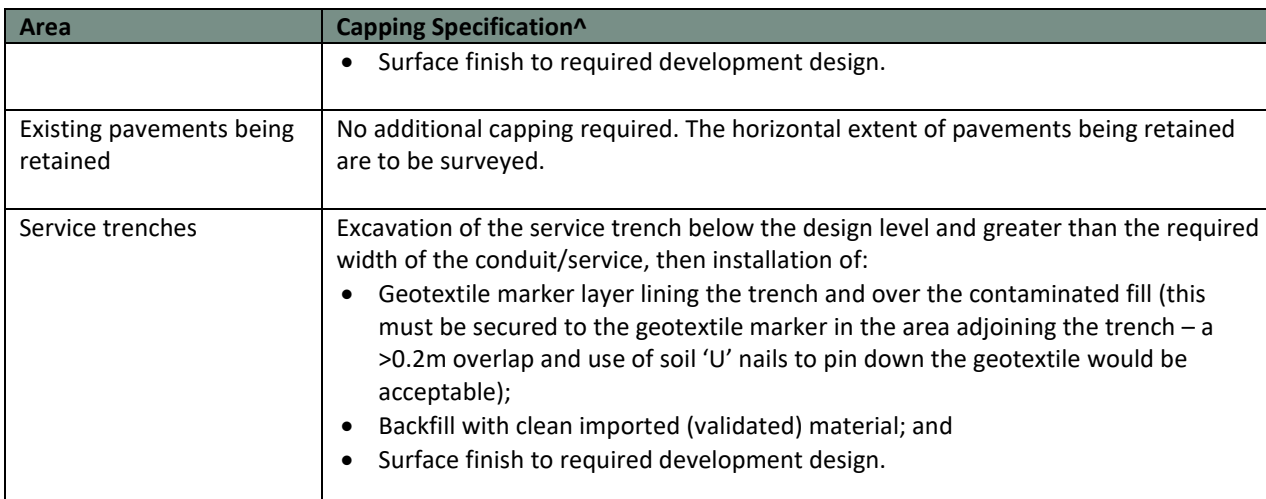 Area Capping Specification^
• Surface finish to required development design.
Existing pavements being retained
No additional capping required. The horizontal extent of pavements being retained
are to be surveyed.
Service trenches
Excavation of the service trench below the design level and greater than the required
width of the conduit/service, then installation of:
• Geotextile marker layer lining the trench and over the contaminated fill (this
must be secured to the geotextile marker in the area adjoining the trench – a
>0.2m overlap and use of soil ‘U’ nails to pin down the geotextile would be
acceptable);
• Backfill with clean imported (validated) material; and
• Surface finish to required development design.